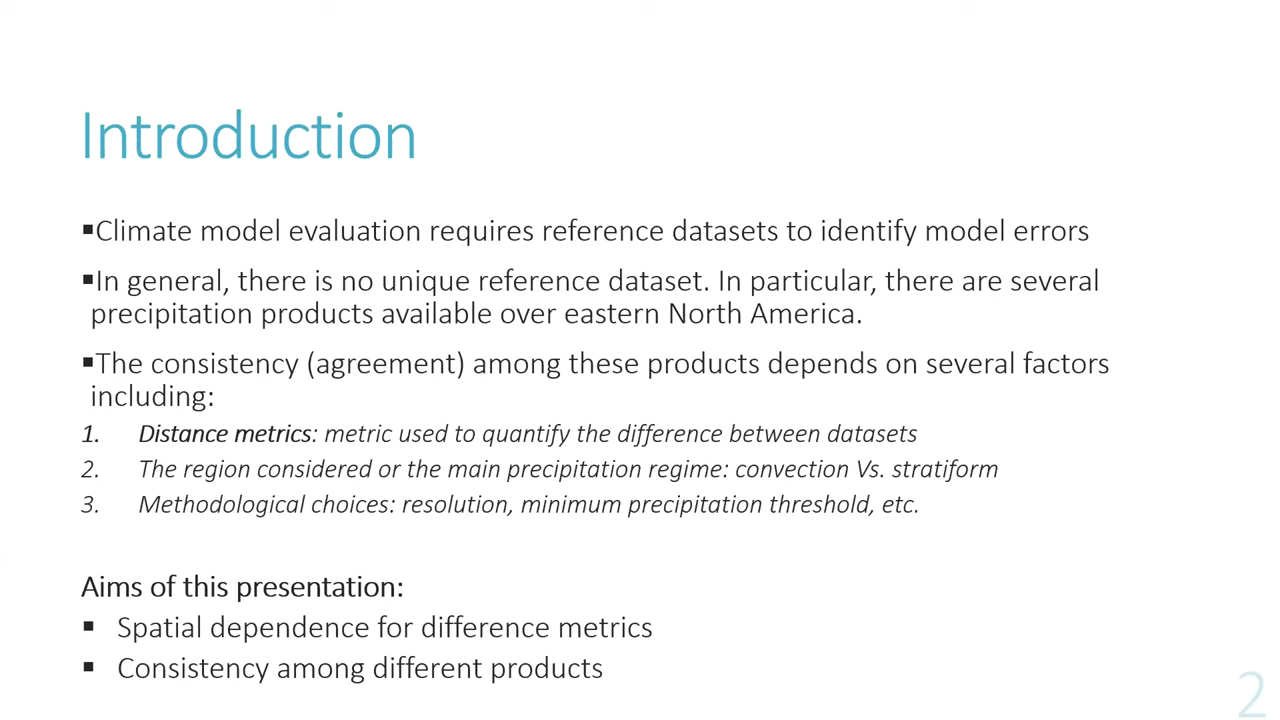 Introduction
▪Climate model evaluation requires reference datasets to identify model errors
▪In general, there is no unique reference dataset. In particular, there are several
precipitation products available over eastern North America.
▪The consistency (agreement) among these products depends on several factors
including:
1. Distance metrics: metric used to quantify the difference between datasets
2. The region considered or the main precipitation regime: convection Vs. stratiform
3. Methodological choices: resolution, minimum precipitation threshold, etc.
Aims of this presentation:
▪ Spatial dependence for difference metrics
▪ Consistency among different products
2